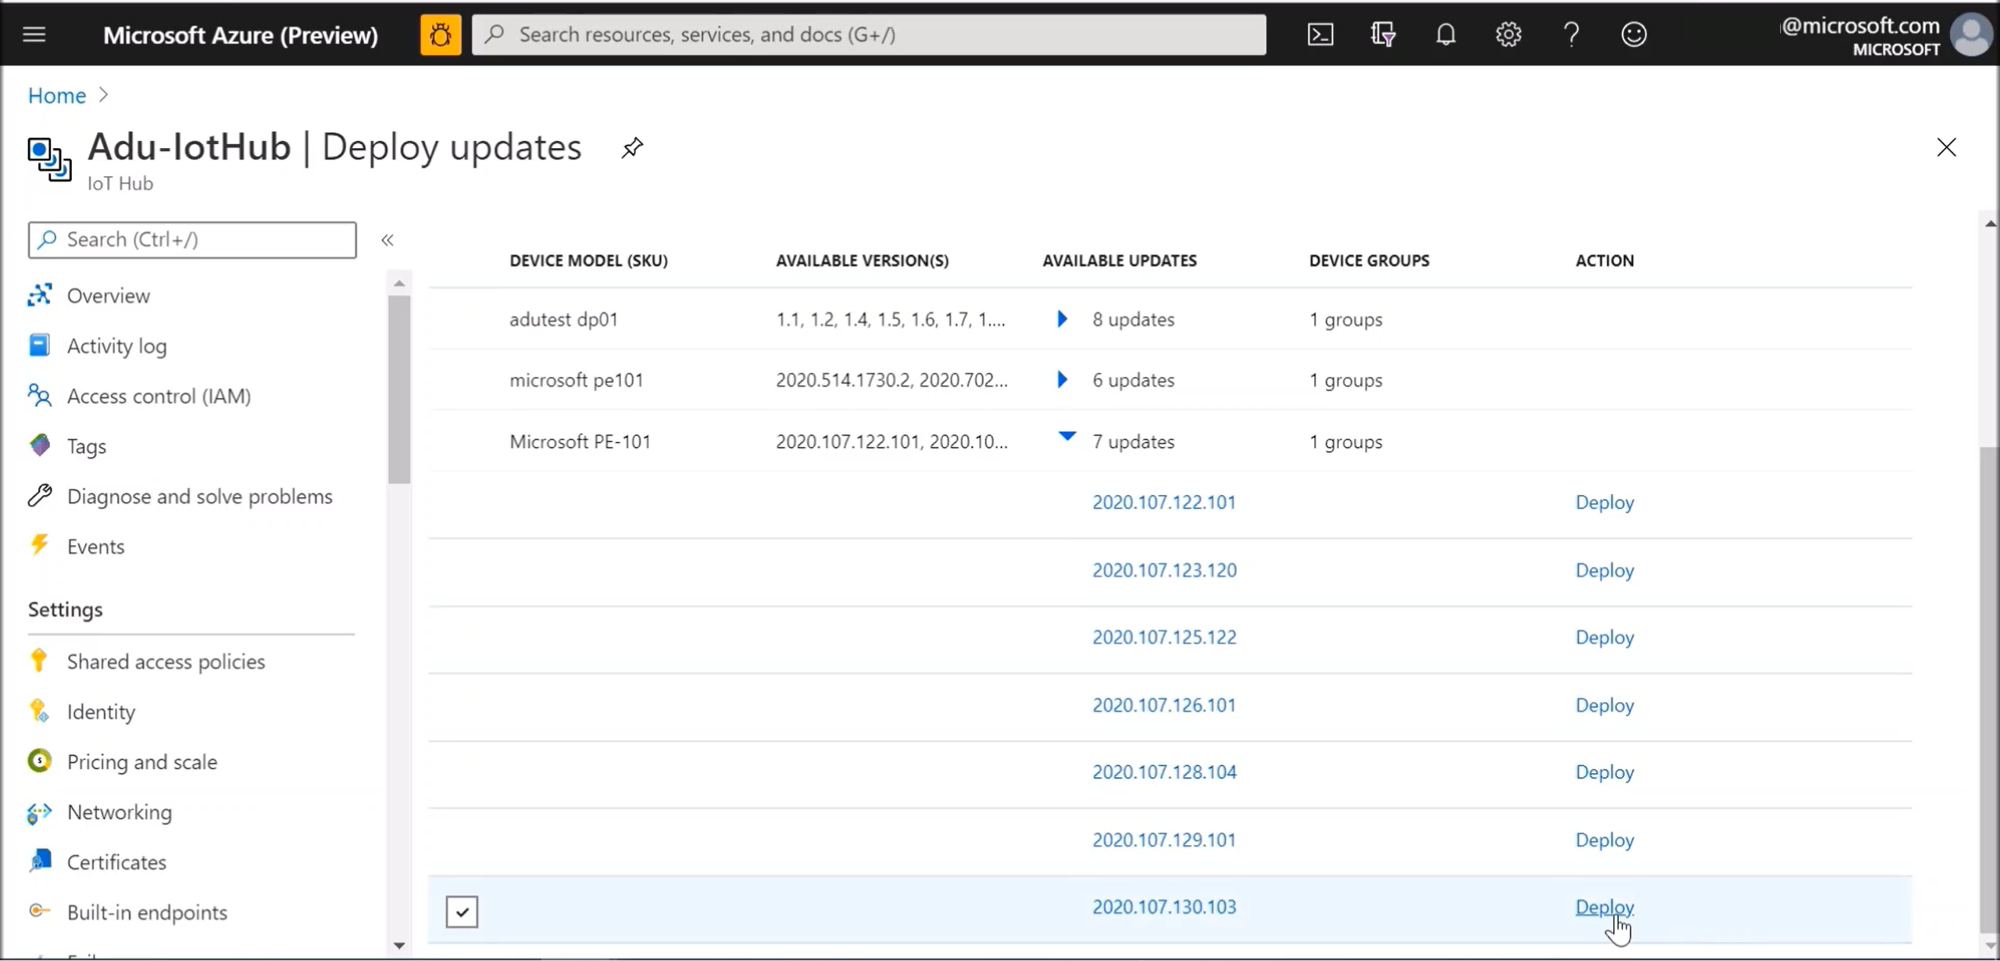 Microsoft Azure (Preview)
Search resources, services, and docs (G+/)
@microsoft.com
MICROSOFT
Home
Adu-IotHub | Deploy updates
IoT Hub
Search (Ctrl+/)
Overview
Activity log
Access control (IAM)
Tags
Diagnose and solve problems
Events
Settings
Shared access policies
Identity
Pricing and scale
Networking
Certificates
Built-in endpoints
DEVICE MODEL (SKU) AVAILABLE VERSION(S) AVAILABLE UPDATES DEVICE GROUPS ACTION
adutest dp01 1.1, 1.2, 1.4, 1.5, 1.6, 1.7, 1.... 8 updates 1 groups
microsoft pe101 2020.514.1730.2, 2020.702... 6 updates 1 groups
Microsoft PE-101 2020.107.122.101, 2020.10... 7 updates 1 groups
2020.107.122.101 Deploy
2020.107.123.120 Deploy
2020.107.125.122 Deploy
2020.107.126.101 Deploy
2020.107.128.104 Deploy
2020.107.129.101 Deploy
2020.107.130.103 Deploy